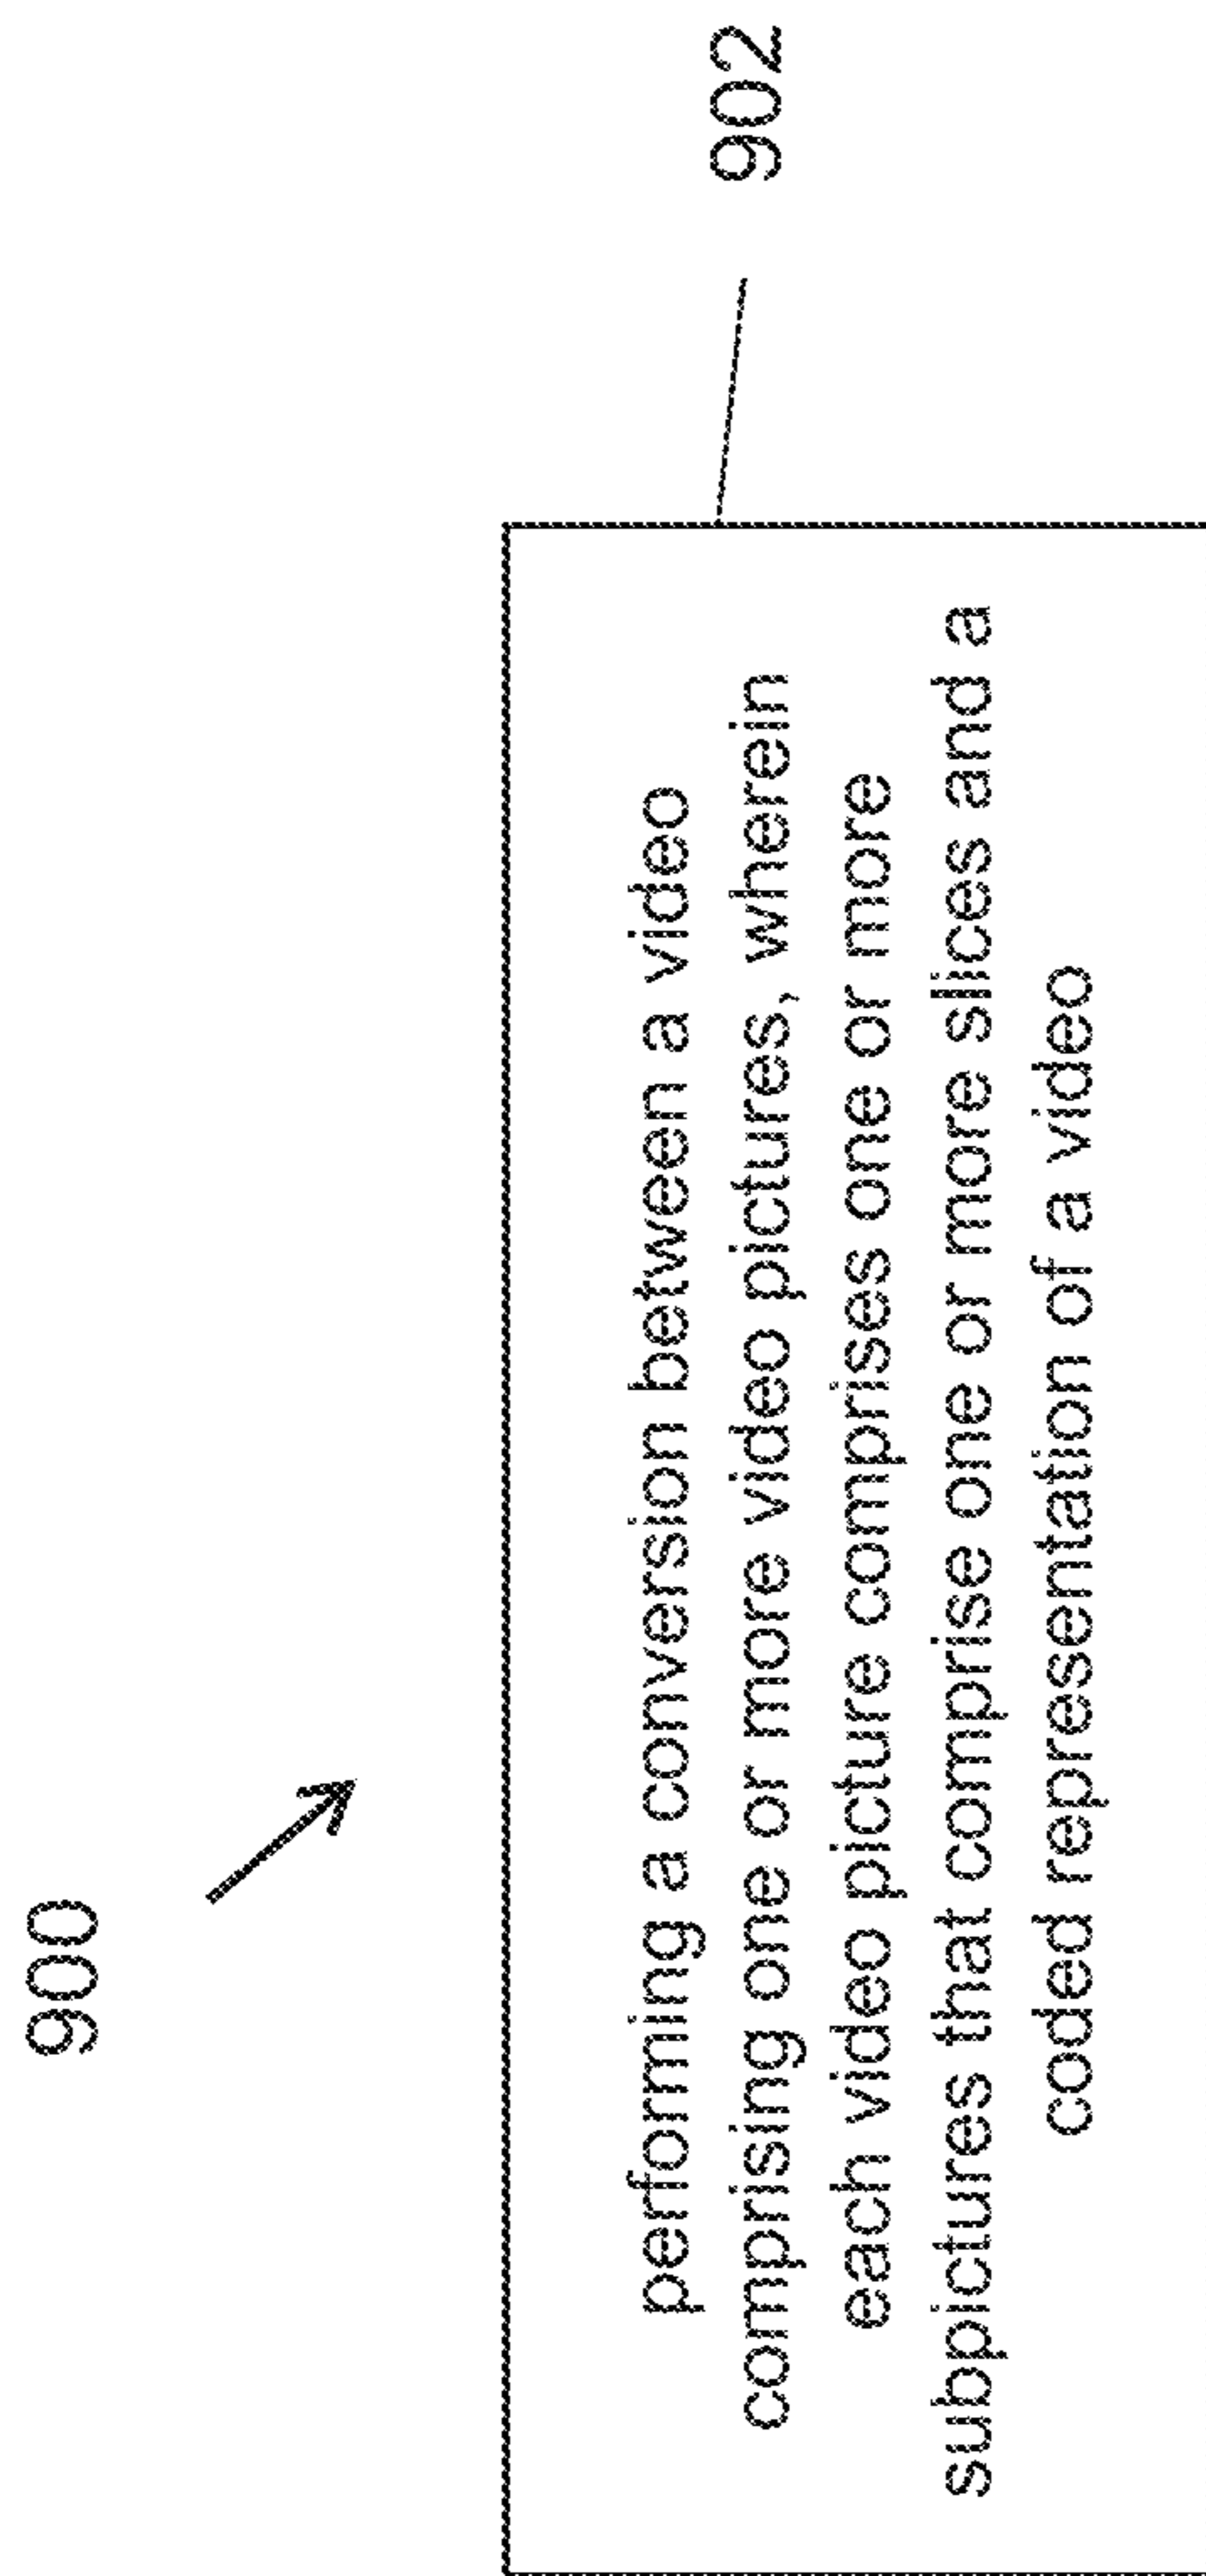 900
902
performing a conversion between a video
comprising one or more video pictures, wherein
each video picture comprises one or more
subpictures that comprise one or more slices and a
coded representation of a video